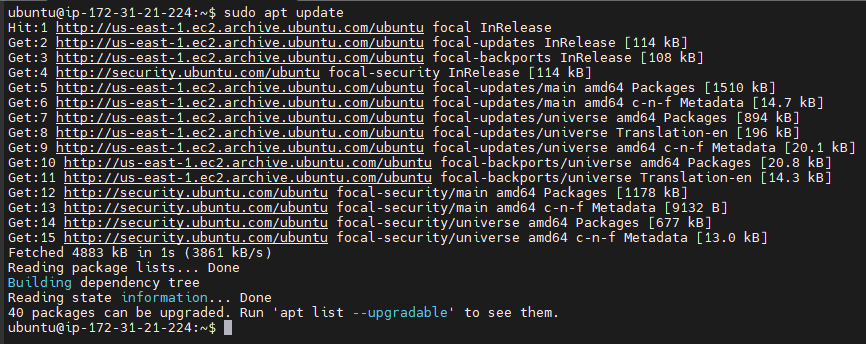 ubuntu@ip-172-31-21-224:~$ sudo apt update
Hit:1 http://us-east-1.ec2.archive.ubuntu.com/ubuntu focal InRelease
Get:2 http://us-east-1.ec2.archive.ubuntu.com/ubuntu focal-updates InRelease [114 kB]
Get:3 http://us-east-1.ec2.archive.ubuntu.com/ubuntu focal-backports InRelease [108 kB]
Get:4 http://security.ubuntu.com/ubuntu focal-security InRelease [114 kB]
Get:5 http://us-east-1.ec2.archive.ubuntu.com/ubuntu focal-updates/main amd64 Packages [1510 kB]
Get:6 http://us-east-1.ec2.archive.ubuntu.com/ubuntu focal-updates/main amd64 c-n-f Metadata [14.7 kB]
Get:7 http://us-east-1.ec2.archive.ubuntu.com/ubuntu focal-updates/universe amd64 Packages [894 kB]
Get:8 http://us-east-1.ec2.archive.ubuntu.com/ubuntu focal-updates/universe Translation-en [196 kB]
Get:9 http://us-east-1.ec2.archive.ubuntu.com/ubuntu focal-updates/universe amd64 c-n-f Metadata [20.1 kB]
Get:10 http://us-east-1.ec2.archive.ubuntu.com/ubuntu focal-backports/universe amd64 Packages [20.8 kB]
Get:11 http://us-east-1.ec2.archive.ubuntu.com/ubuntu focal-backports/universe Translation-en [14.3 kB]
Get:12 http://security.ubuntu.com/ubuntu focal-security/main amd64 Packages [1178 kB]
Get:13 http://security.ubuntu.com/ubuntu focal-security/main amd64 c-n-f Metadata [9132 B]
Get:14 http://security.ubuntu.com/ubuntu focal-security/universe amd64 Packages [677 kB]
Get:15 http://security.ubuntu.com/ubuntu focal-security/universe amd64 c-n-f Metadata [13.0 kB]
Fetched 4883 kB in 1s (3861 kB/s)
Reading package lists... Done
Building dependency tree
Reading state information... Done
40 packages can be upgraded. Run 'apt list --upgradable' to see them.
ubuntu@ip-172-31-21-224:~$